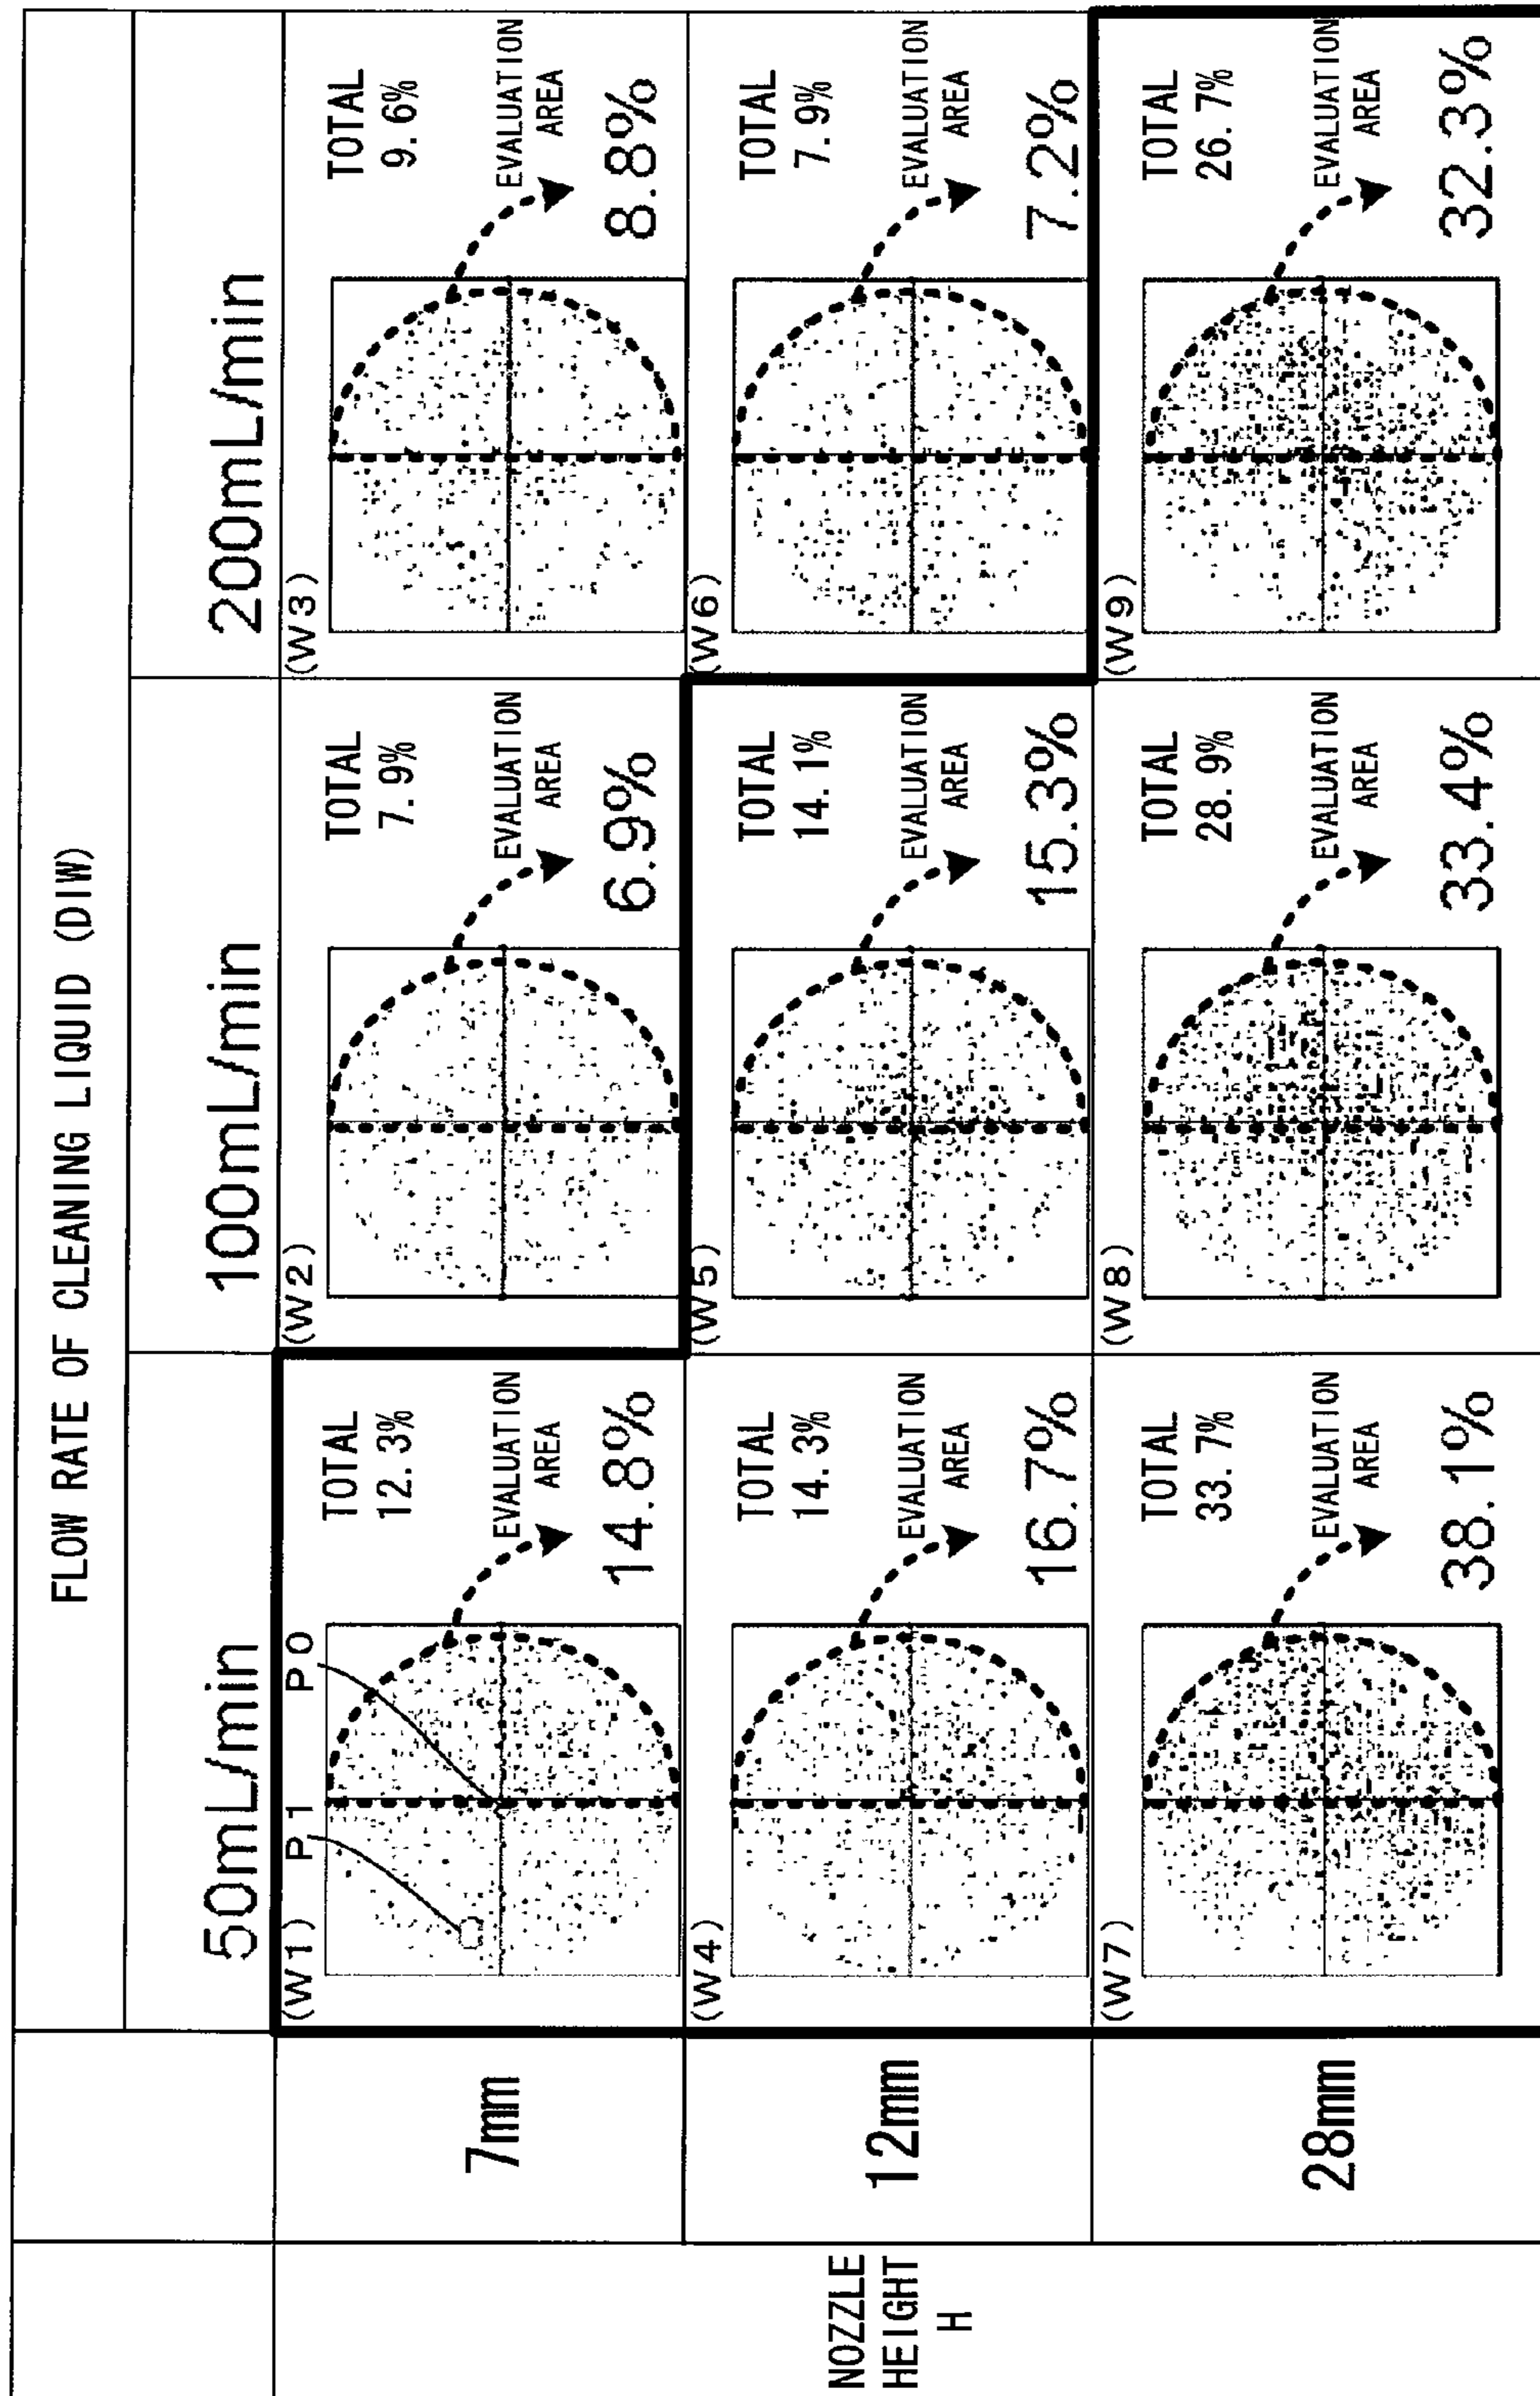 FLOW RATE OF CLEANING LIQUID (DIW)
50mL/min
100mL/min
200mL/min
NOZZLE
HEIGHT
H
7mm
(W1)
P1
P0
TOTAL
12.3%
EVALUATION
AREA
14.8%
(W2)
TOTAL
7.9%
EVALUATION
AREA
6.9%
(W3)
TOTAL
9.6%
EVALUATION
AREA
8.8%
12mm
(W4)
TOTAL
14.3%
EVALUATION
AREA
16.7%
(W5)
TOTAL
14.1%
EVALUATION
AREA
15.3%
(W6)
TOTAL
7.9%
EVALUATION
AREA
7.2%
28mm
(W7)
TOTAL
33.7%
EVALUATION
AREA
38.1%
(W8)
TOTAL
28.9%
EVALUATION
AREA
33.4%
(W9)
TOTAL
26.7%
EVALUATION
AREA
32.3%